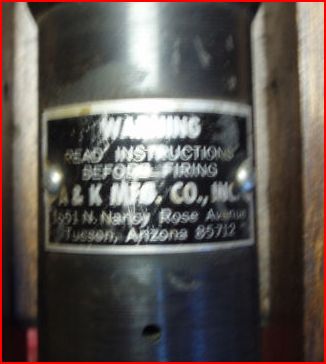 WARNING
READ INSTRUCTIONS
BEFORE FIRING
A & K MFG. CO., INC.
1651 N. Nancy Rose Avenue
Tucson, Arizona 85712